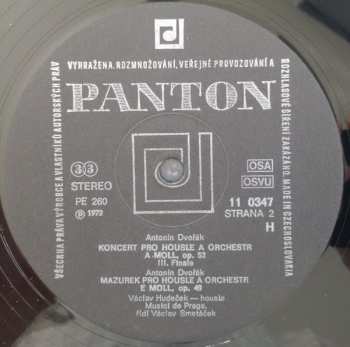 VYHRAŽENA. ROZMNOŽOVÁNÍ, VEŘEJNÉ PROVOZOVÁNÍ A
ROZHLASOVÉ ŠÍŘENÍ ZAKÁZÁNO. MADE IN CZECHOSLOVAKIA
VŠECHNA PRÁVA VÝROBCE A VLASTNÍKŮ AUTORSKÝCH PRÁV
PANTON
33 OSA
STEREO OSVU
PE 260 11 0347
℗ 1972 STRANA 2
H
Antonín Dvořák
KONCERT PRO HOUSLE A ORCHESTR
A MOLL, op. 53
III. Finale
Antonín Dvořák
MAZUREK PRO HOUSLE A ORCHESTR
E MOLL, op. 49
Václav Hudeček — housle
Musici de Praga,
řídí Václav Smetáček